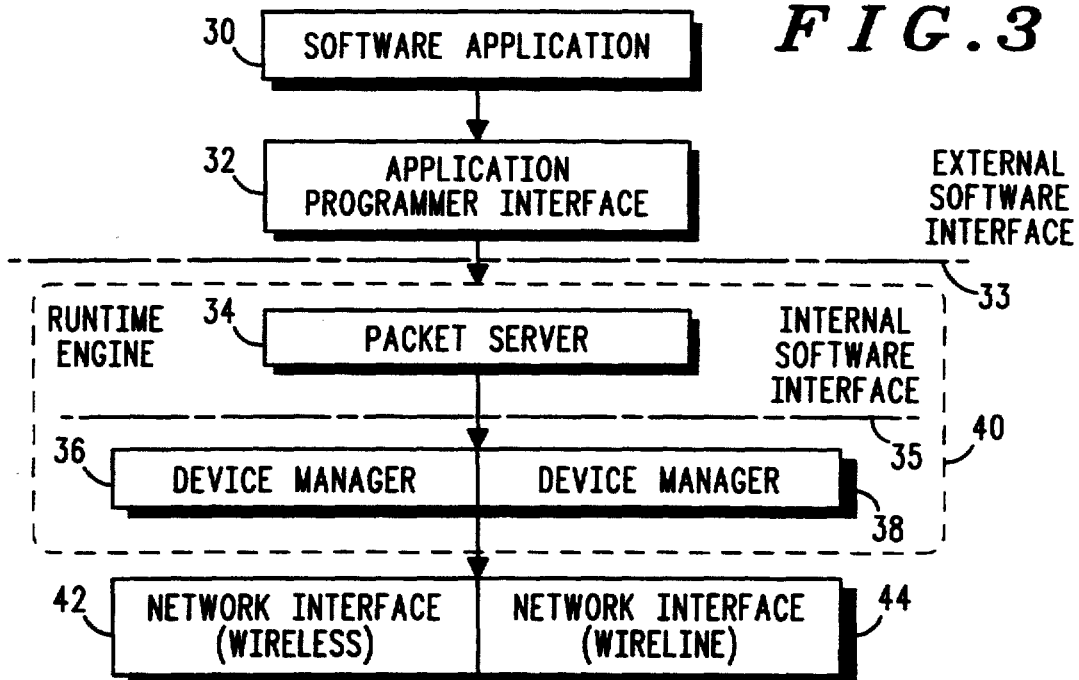 FIG.3
30
SOFTWARE APPLICATION
32
APPLICATION
PROGRAMMER INTERFACE
EXTERNAL
SOFTWARE
INTERFACE
33
RUNTIME
ENGINE
34
PACKET SERVER
INTERNAL
SOFTWARE
INTERFACE
35
40
36
DEVICE MANAGER
DEVICE MANAGER
38
42
NETWORK INTERFACE
(WIRELESS)
NETWORK INTERFACE
(WIRELINE)
44